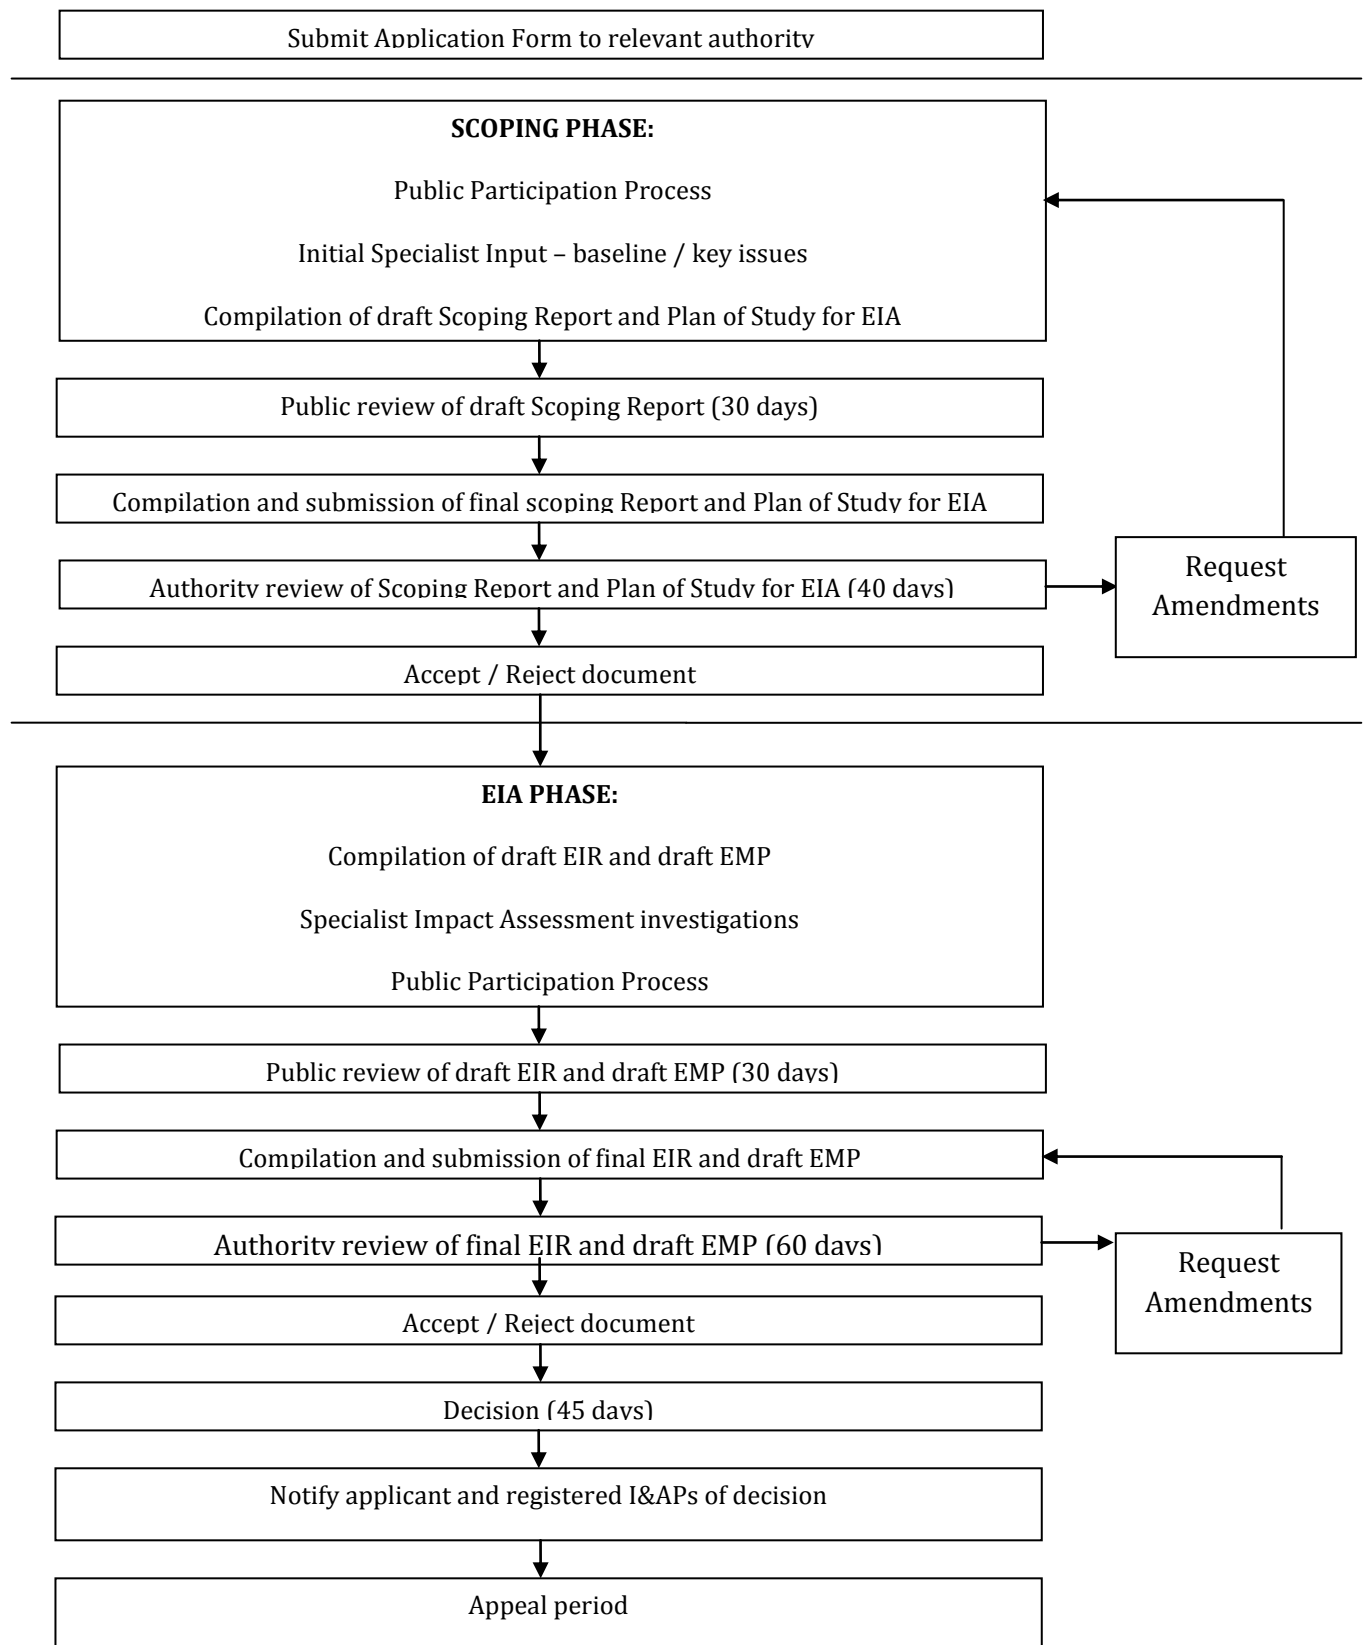 Submit Application Form to relevant authority
SCOPING PHASE:
Public Participation Process
Initial Specialist Input – baseline / key issues
Compilation of draft Scoping Report and Plan of Study for EIA
Public review of draft Scoping Report (30 days)
Compilation and submission of final scoping Report and Plan of Study for EIA
Authority review of Scoping Report and Plan of Study for EIA (40 days)
Request
Amendments
Accept / Reject document
EIA PHASE:
Compilation of draft EIR and draft EMP
Specialist Impact Assessment investigations
Public Participation Process
Public review of draft EIR and draft EMP (30 days)
Compilation and submission of final EIR and draft EMP
Authority review of final EIR and draft EMP (60 days)
Request
Amendments
Accept / Reject document
Decision (45 days)
Notify applicant and registered I&APs of decision
Appeal period